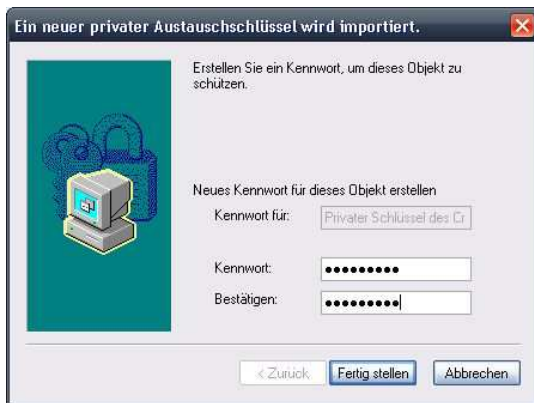 Ein neuer privater Austauschschlüssel wird importiert.
Erstellen Sie ein Kennwort, um dieses Objekt zu
schützen.
Neues Kennwort für dieses Objekt erstellen
Kennwort für:
Privater Schlüssel des Cr
Kennwort:
●●●●●●●●●
Bestätigen:
●●●●●●●●●
< Zurück
Fertig stellen
Abbrechen